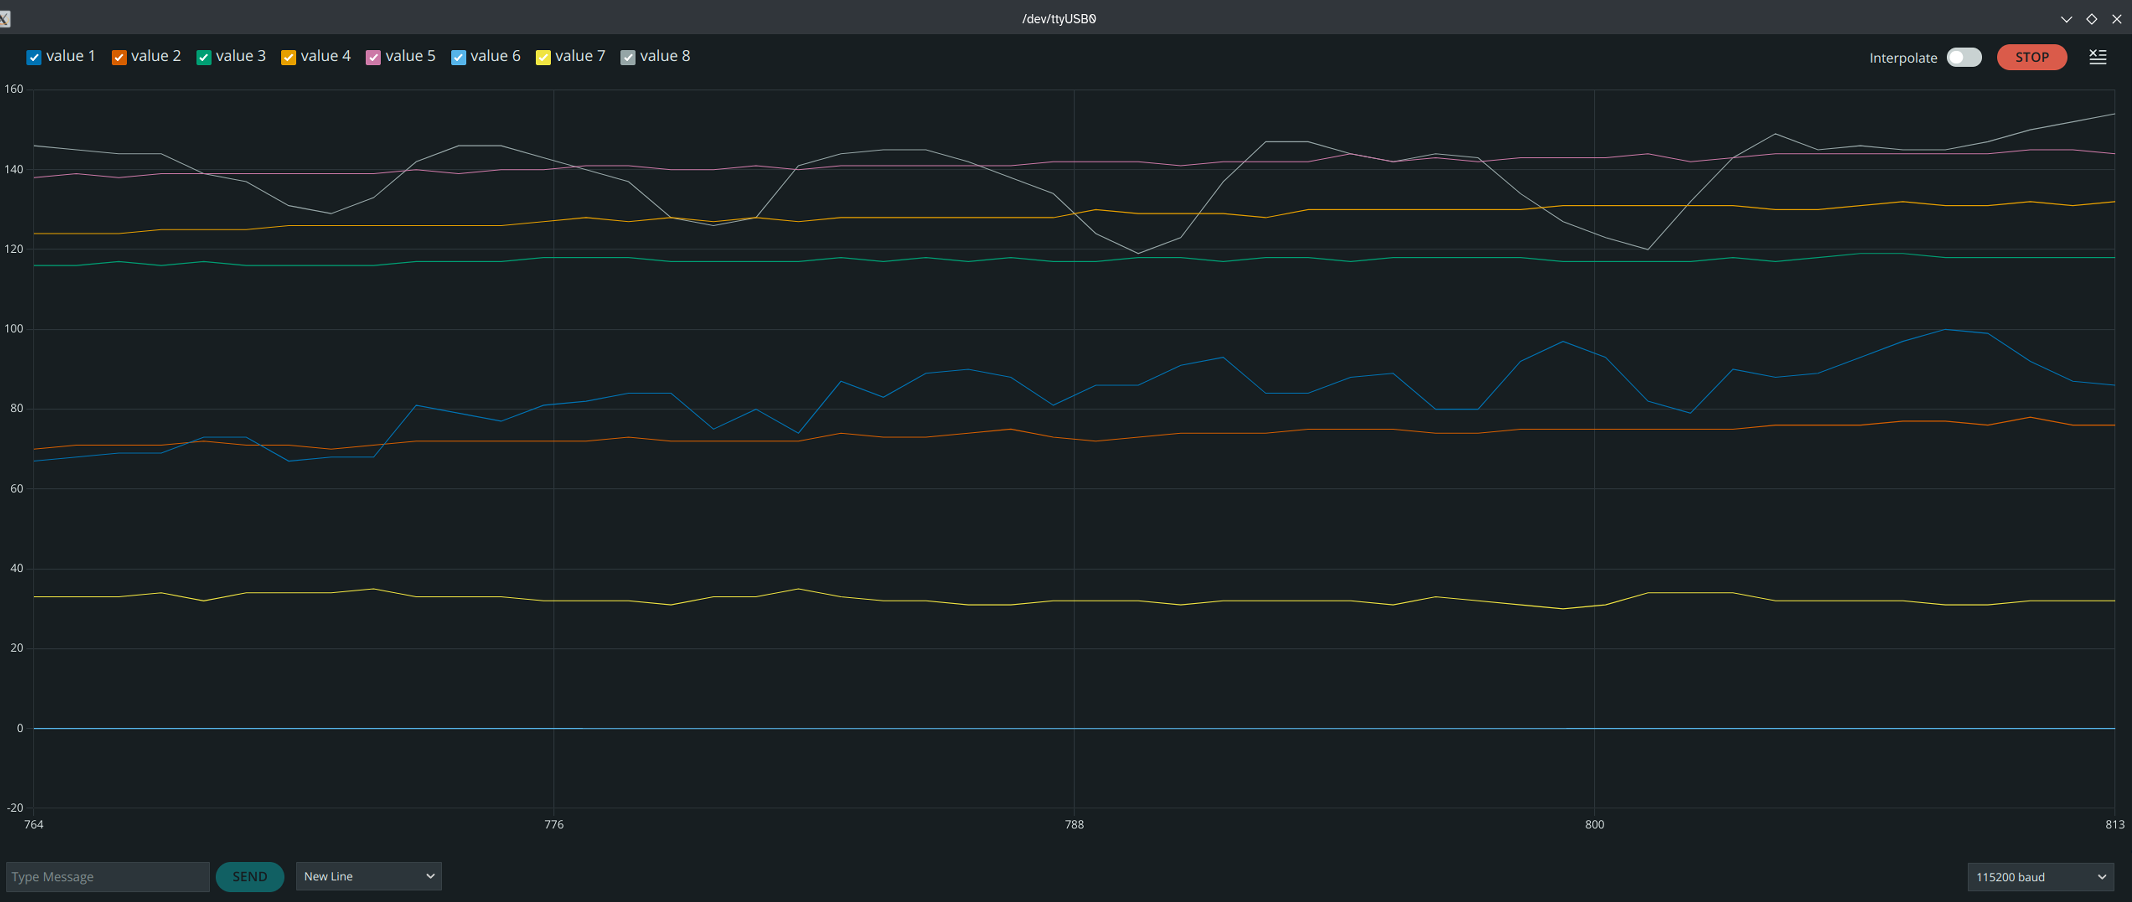 /dev/ttyUSB0
value 1 value 2 value 3 value 4 value 5 value 6 value 7 value 8 Interpolate STOP
160
140
120
100
80
60
40
20
0
-20
764 776 788 800 813
Type Message SEND New Line 115200 baud